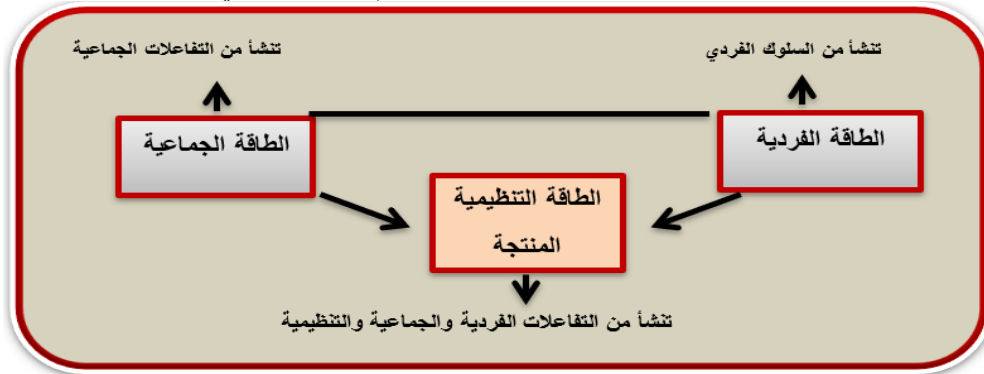 تنشأ من السلوك الفردي
تنشأ من التفاعلات الجماعية
الطاقة الفردية
الطاقة الجماعية
الطاقة التنظيمية
المنتجة
تنشأ من التفاعلات الفردية والجماعية والتنظيمية